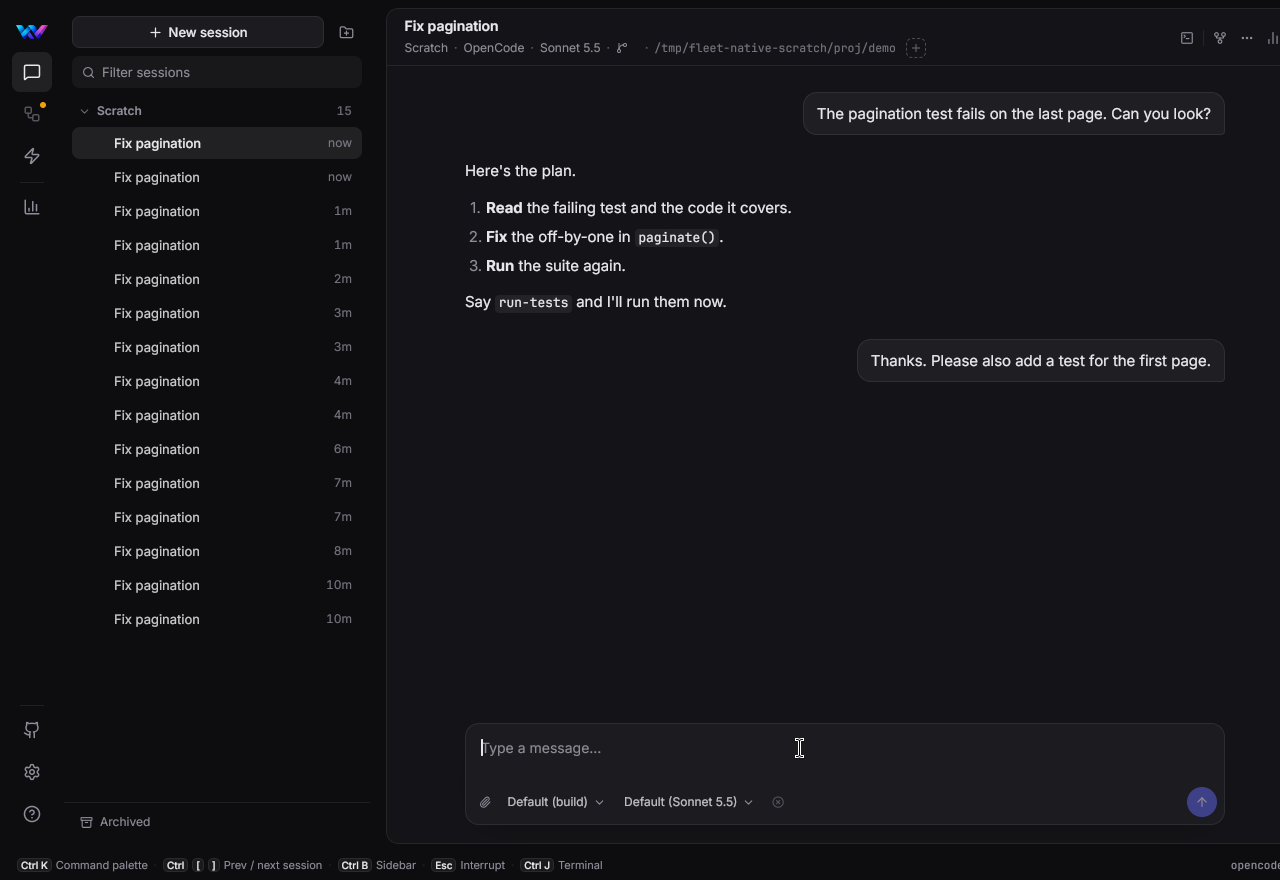 New session
Filter sessions
Scratch 15
Fix pagination now
Fix pagination now
Fix pagination 1m
Fix pagination 1m
Fix pagination 2m
Fix pagination 3m
Fix pagination 3m
Fix pagination 4m
Fix pagination 4m
Fix pagination 6m
Fix pagination 7m
Fix pagination 7m
Fix pagination 8m
Fix pagination 10m
Fix pagination 10m
Archived
Fix pagination
Scratch · OpenCode · Sonnet 5.5 · · /tmp/fleet-native-scratch/proj/demo
The pagination test fails on the last page. Can you look?
Here's the plan.
1. Read the failing test and the code it covers.
2. Fix the off-by-one in paginate().
3. Run the suite again.
Say run-tests and I'll run them now.
Thanks. Please also add a test for the first page.
Type a message...
Default (build) Default (Sonnet 5.5)
Ctrl K Command palette · Ctrl [ ] Prev / next session · Ctrl B Sidebar · Esc Interrupt · Ctrl J Terminal opencode